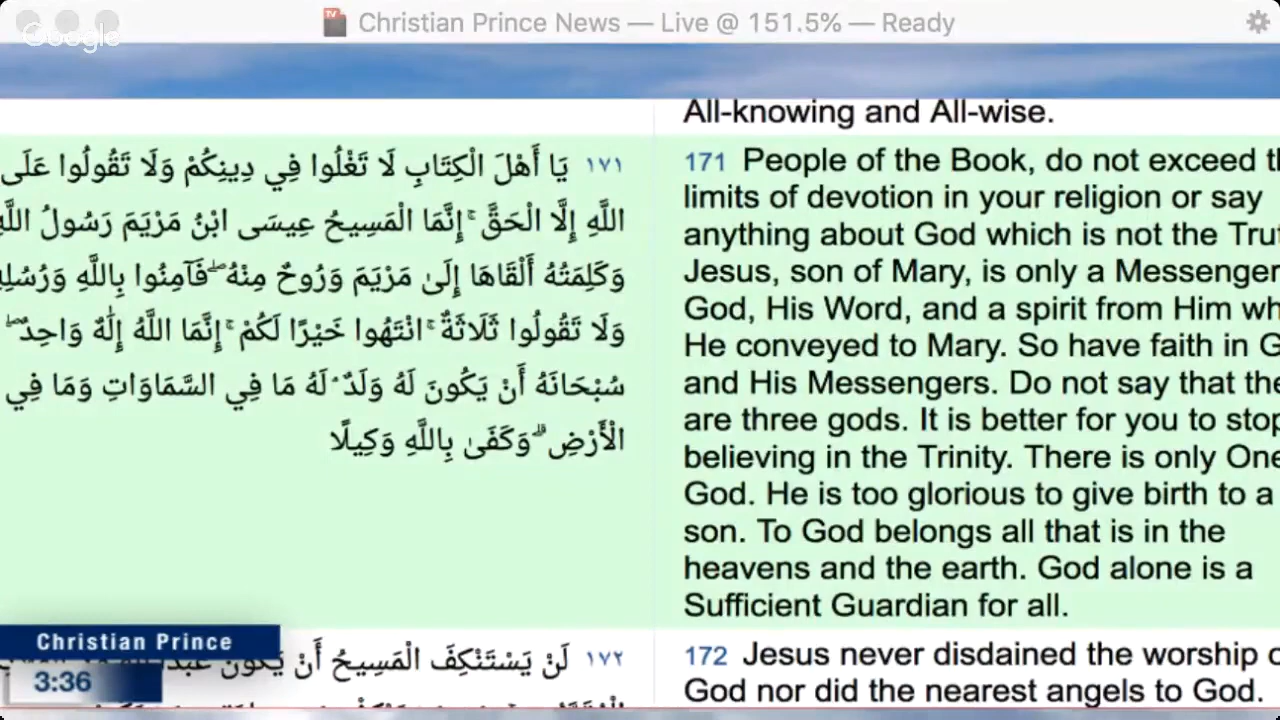 Christian Prince News — Live @ 151.5% — Ready
Google
All-knowing and All-wise.
١٧١ يَا أَهْلَ الْكِتَابِ لَا تَغْلُوا فِي دِينِكُمْ وَلَا تَقُولُوا عَلَى
اللَّهِ إِلَّا الْحَقَّ ۚ إِنَّمَا الْمَسِيحُ عِيسَى ابْنُ مَرْيَمَ رَسُولُ اللَّهِ
وَكَلِمَتُهُ أَلْقَاهَا إِلَىٰ مَرْيَمَ وَرُوحٌ مِنْهُ ۖ فَآمِنُوا بِاللَّهِ وَرُسُلِهِ
وَلَا تَقُولُوا ثَلَاثَةٌ ۚ انْتَهُوا خَيْرًا لَكُمْ ۚ إِنَّمَا اللَّهُ إِلَٰهٌ وَاحِدٌ ۖ
سُبْحَانَهُ أَنْ يَكُونَ لَهُ وَلَدٌ ۘ لَهُ مَا فِي السَّمَاوَاتِ وَمَا فِي
الْأَرْضِ ۗ وَكَفَىٰ بِاللَّهِ وَكِيلًا
171 People of the Book, do not exceed th
limits of devotion in your religion or say
anything about God which is not the Trut
Jesus, son of Mary, is only a Messenger
God, His Word, and a spirit from Him wh
He conveyed to Mary. So have faith in G
and His Messengers. Do not say that the
are three gods. It is better for you to stop
believing in the Trinity. There is only One
God. He is too glorious to give birth to a
son. To God belongs all that is in the
heavens and the earth. God alone is a
Sufficient Guardian for all.
١٧٢ لَنْ يَسْتَنْكِفَ الْمَسِيحُ أَنْ يَكُونَ
172 Jesus never disdained the worship o
God nor did the nearest angels to God.
Christian Prince
3:36